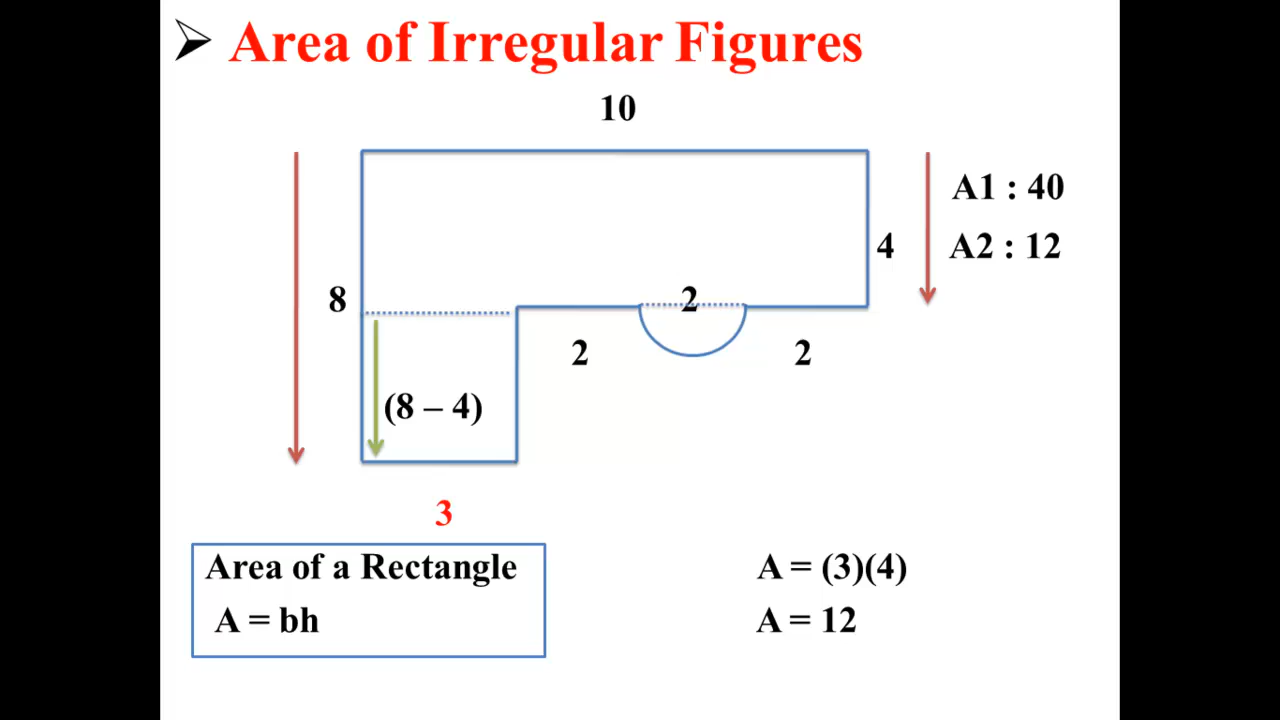 Area of Irregular Figures
10
A1 : 40
4
A2 : 12
8
2
2
2
(8 – 4)
3
Area of a Rectangle
A = bh
A = (3)(4)
A = 12